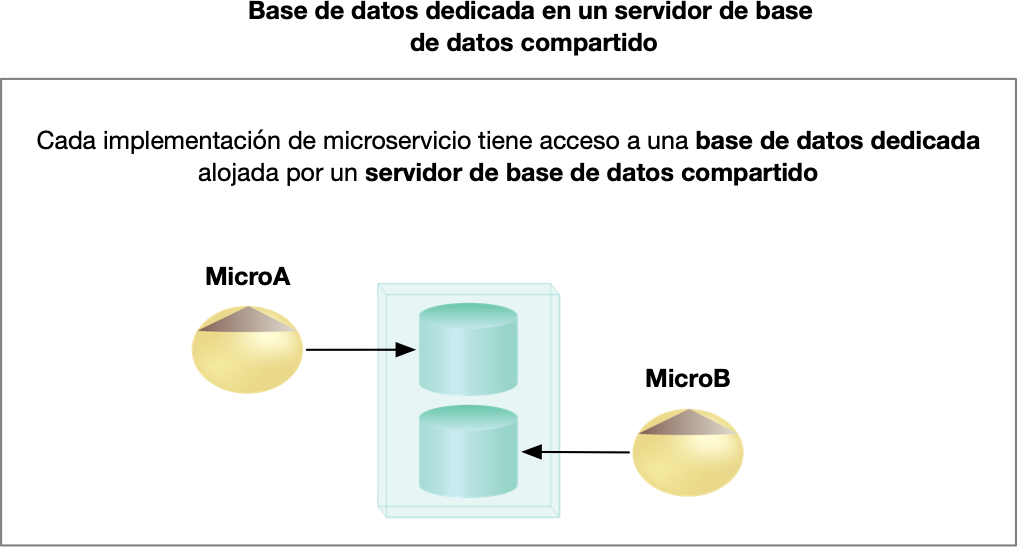 Base de datos dedicada en un servidor de base
de datos compartido
Cada implementación de microservicio tiene acceso a una base de datos dedicada
alojada por un servidor de base de datos compartido
MicroA
MicroB